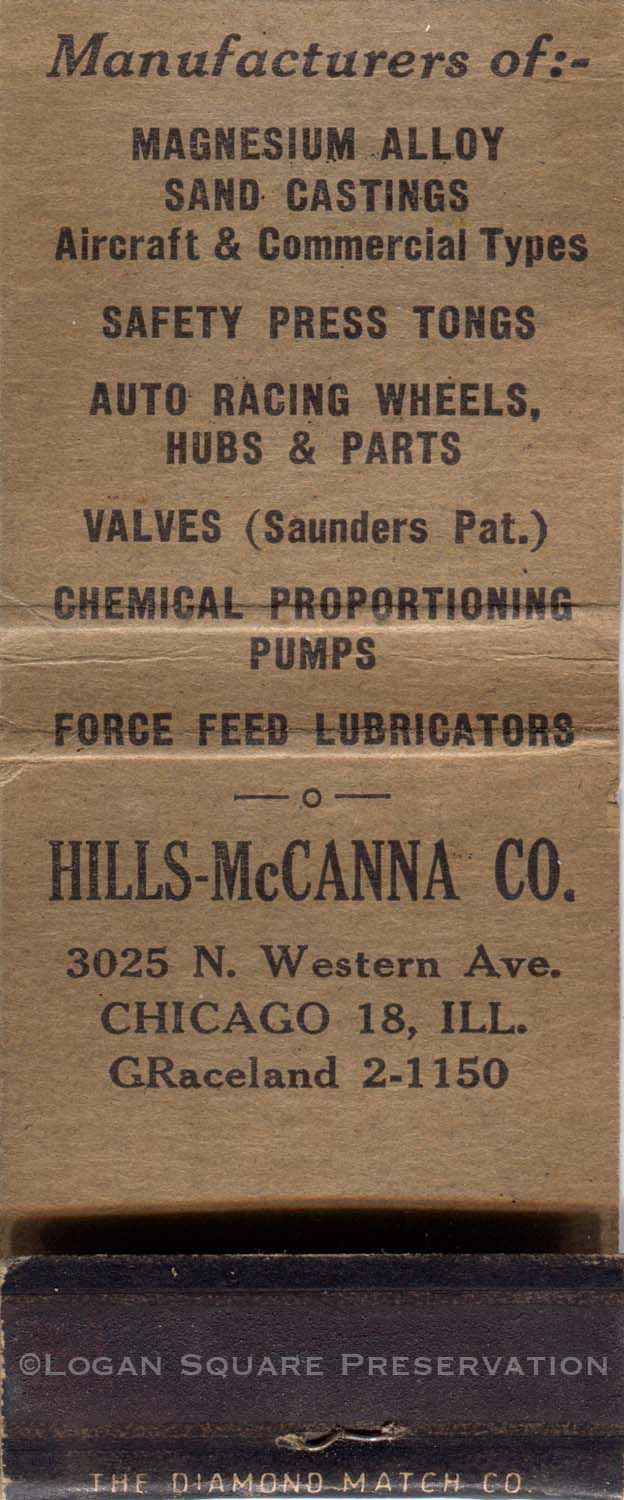 Manufacturers of:-
MAGNESIUM ALLOY
SAND CASTINGS
Aircraft & Commercial Types
SAFETY PRESS TONGS
AUTO RACING WHEELS,
HUBS & PARTS
VALVES (Saunders Pat.)
CHEMICAL PROPORTIONING
PUMPS
FORCE FEED LUBRICATORS
HILLS-McCANNA CO.
3025 N. Western Ave.
CHICAGO 18, ILL.
GRaceland 2-1150
©LOGAN SQUARE PRESERVATION
THE DIAMOND MATCH CO.